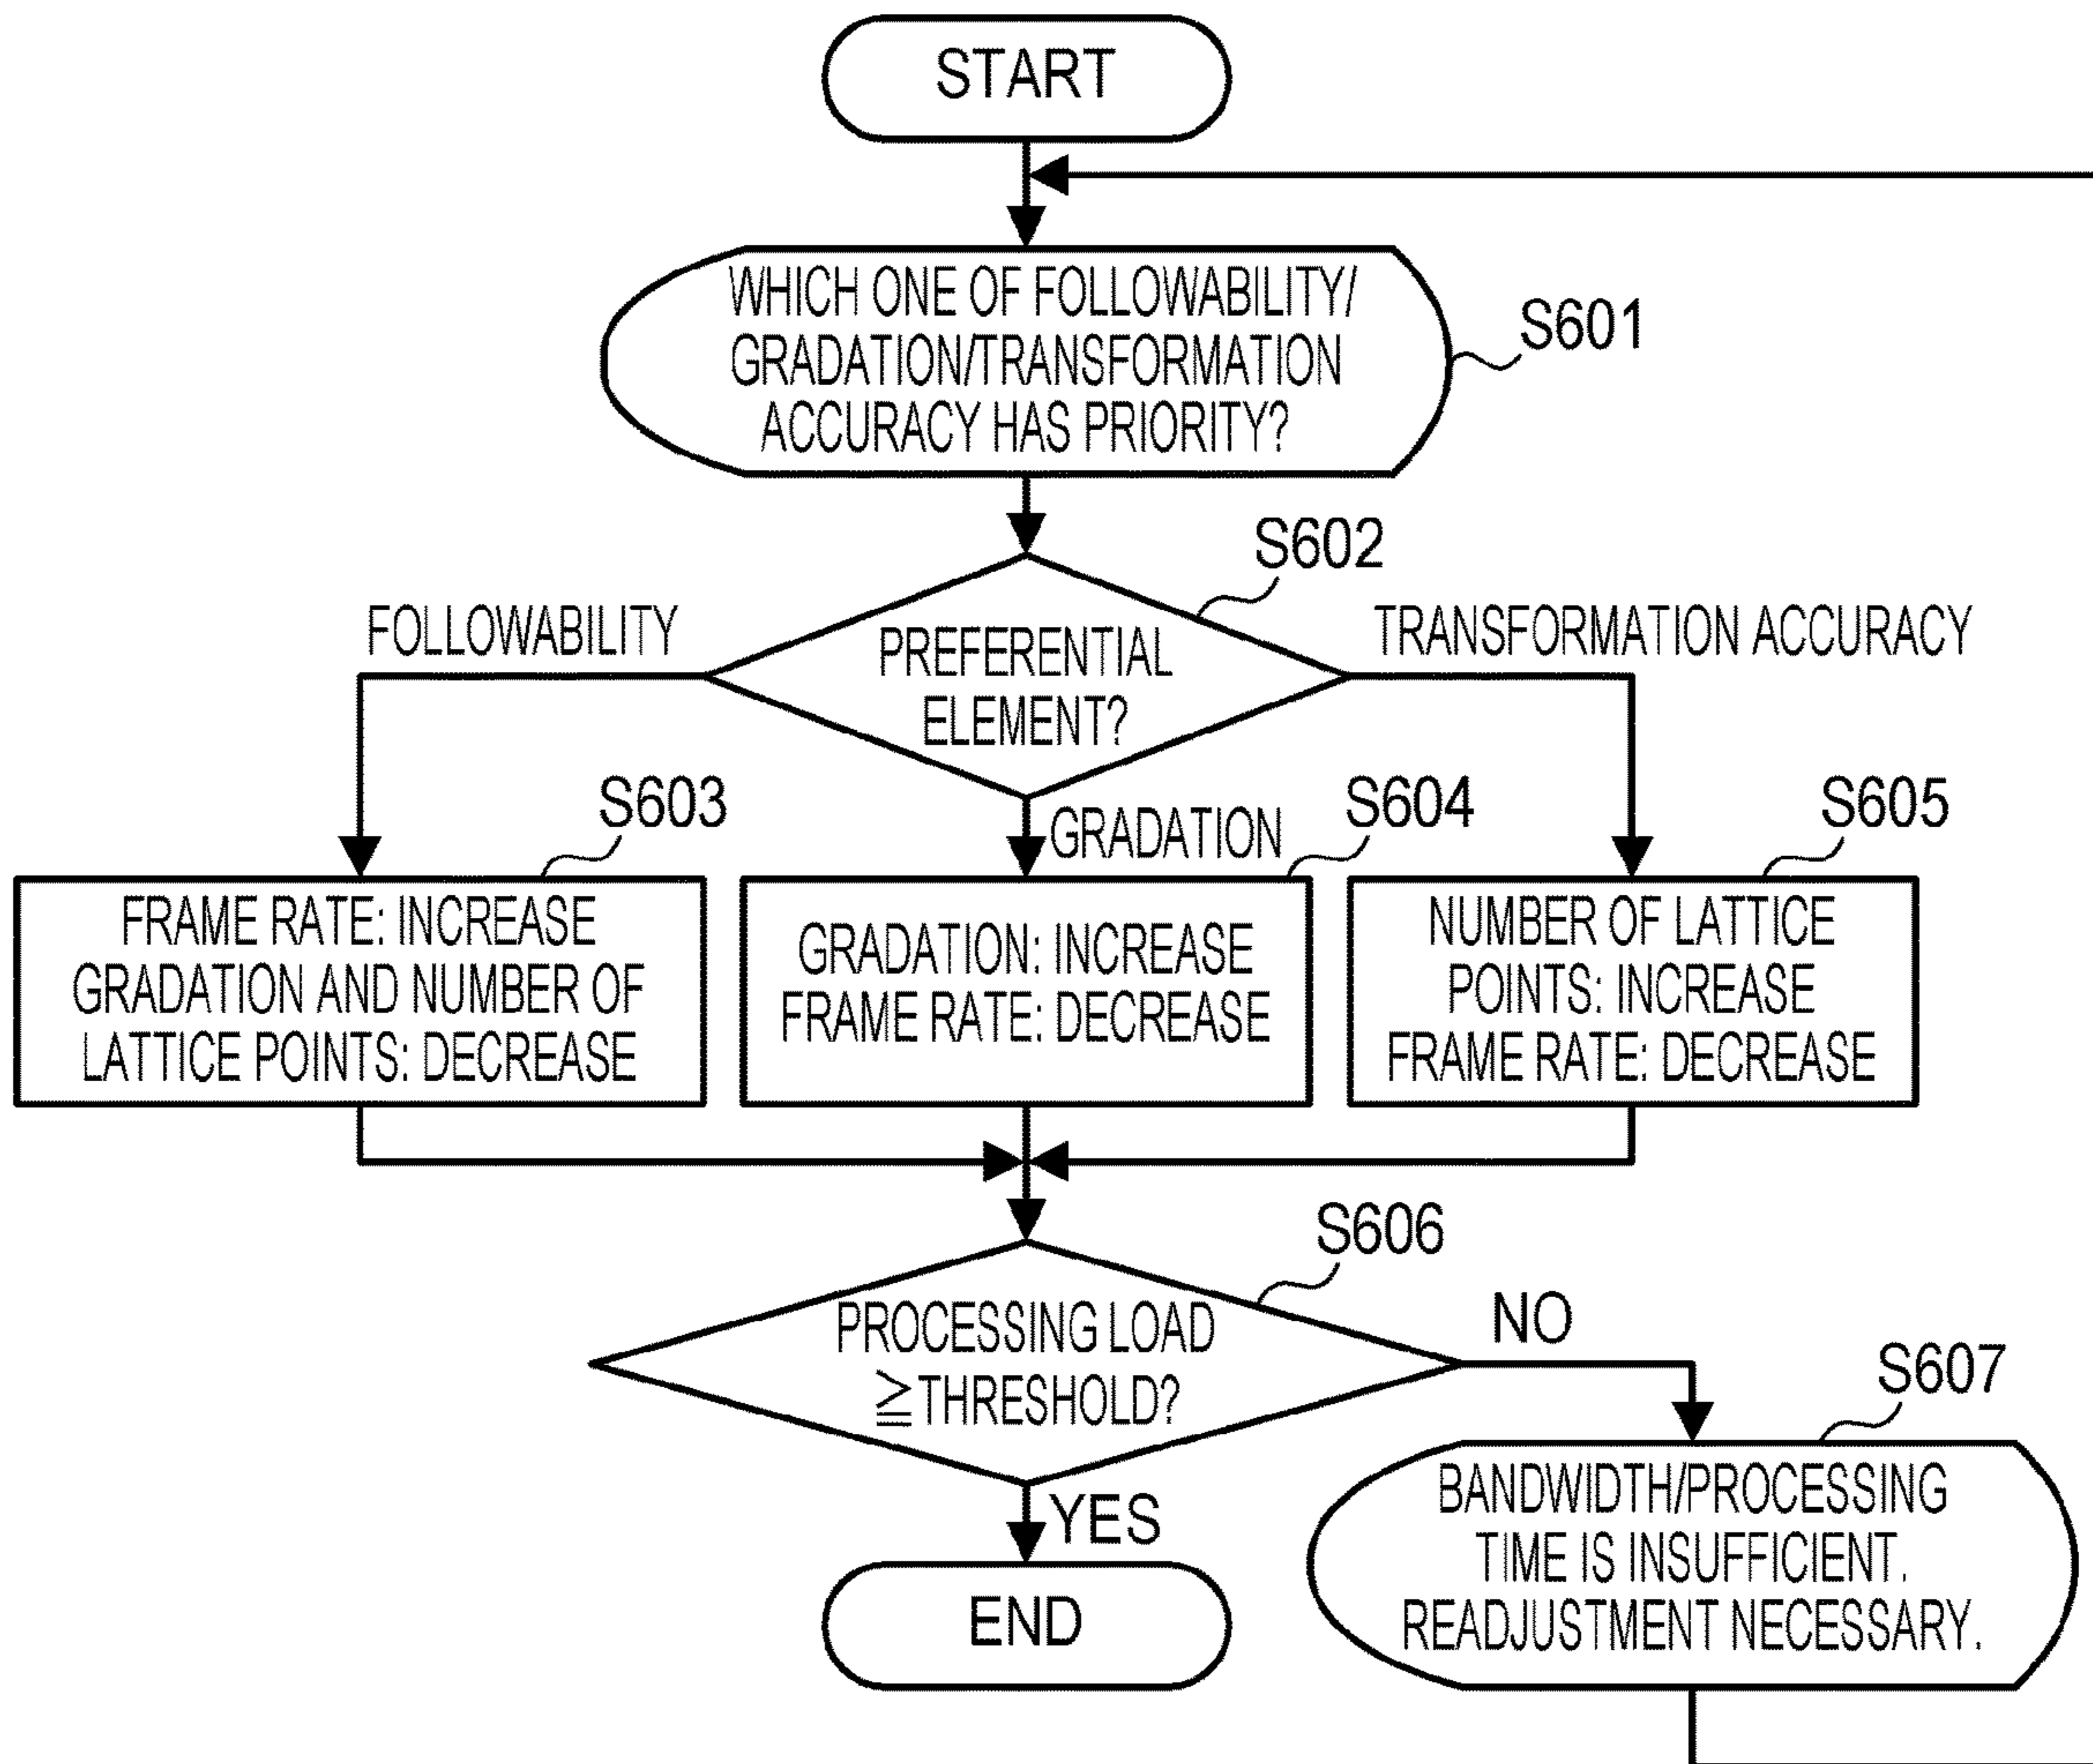 START
WHICH ONE OF FOLLOWABILITY/
GRADATION/TRANSFORMATION
ACCURACY HAS PRIORITY?
S601
S602
FOLLOWABILITY
PREFERENTIAL
ELEMENT?
TRANSFORMATION ACCURACY
GRADATION
S603
FRAME RATE: INCREASE
GRADATION AND NUMBER OF
LATTICE POINTS: DECREASE
S604
GRADATION: INCREASE
FRAME RATE: DECREASE
S605
NUMBER OF LATTICE
POINTS: INCREASE
FRAME RATE: DECREASE
S606
PROCESSING LOAD
≧THRESHOLD?
NO
YES
S607
BANDWIDTH/PROCESSING
TIME IS INSUFFICIENT.
READJUSTMENT NECESSARY.
END